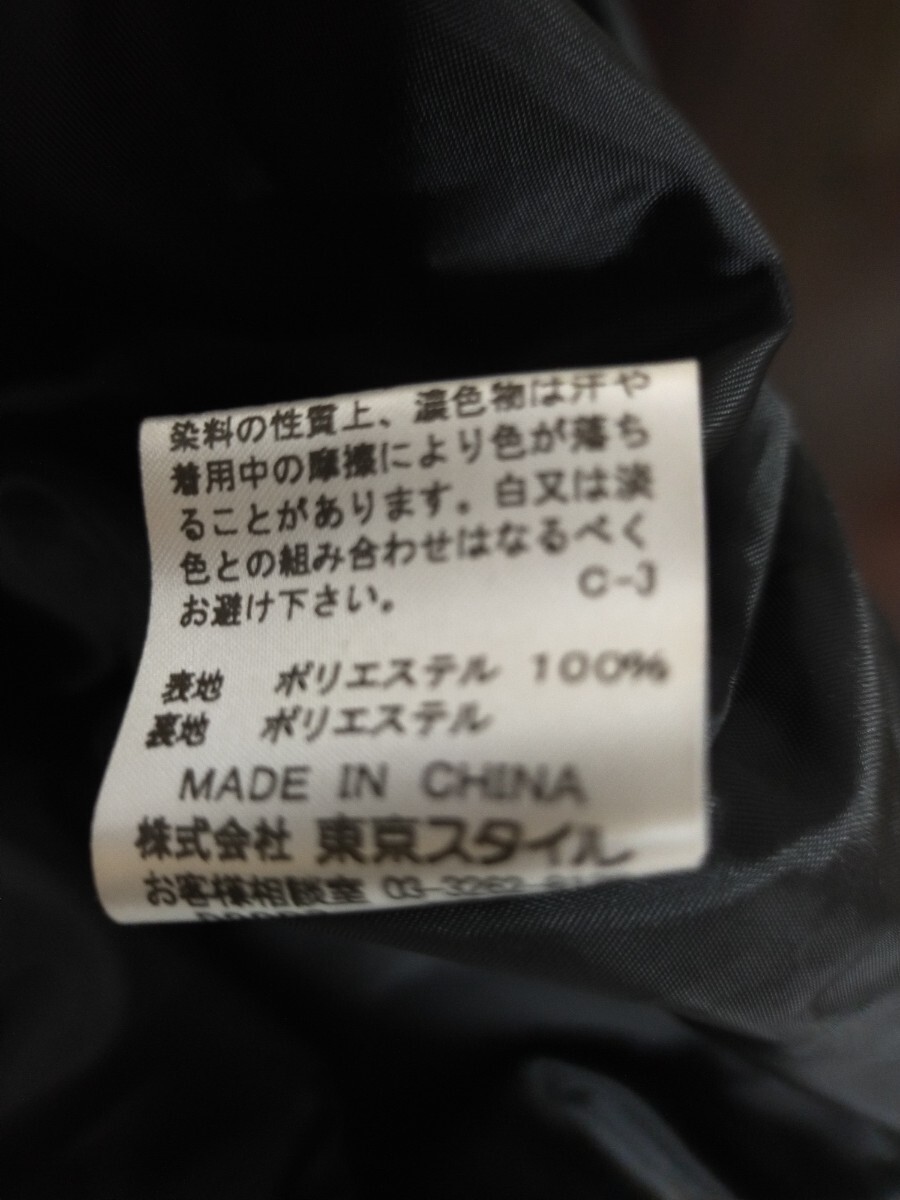 染料の性質上、濃色物は汗や
着用中の摩擦により色が落ち
ることがあります。白又は淡
色との組み合わせはなるべく
お避け下さい。 C-3
表地 ポリエステル 100%
裏地 ポリエステル
MADE IN CHINA
株式会社 東京スタイル
お客様相談室